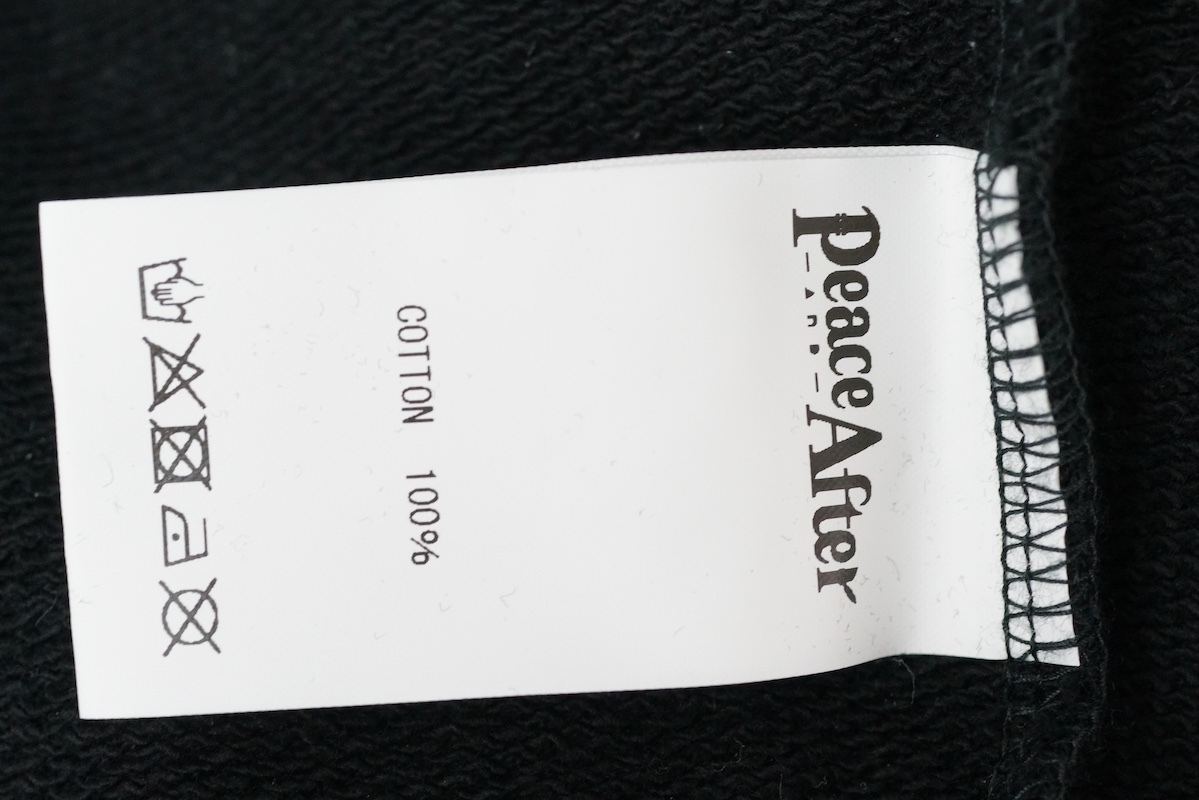 Peace After
COTTON 100%